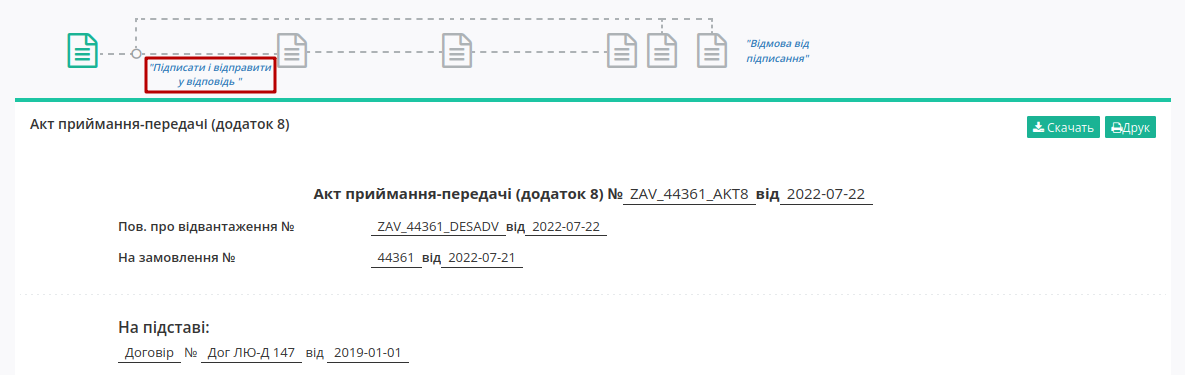 "Відмова від
підписання"
"Підписати і відправити
у відповідь "
Акт приймання-передачі (додаток 8)
Скачать Друк
Акт приймання-передачі (додаток 8) № ZAV_44361_AKT8 від 2022-07-22
Пов. про відвантаження № ZAV_44361_DESADV від 2022-07-22
На замовлення № 44361 від 2022-07-21
На підставі:
Договір № Дог ЛЮ-Д 147 від 2019-01-01